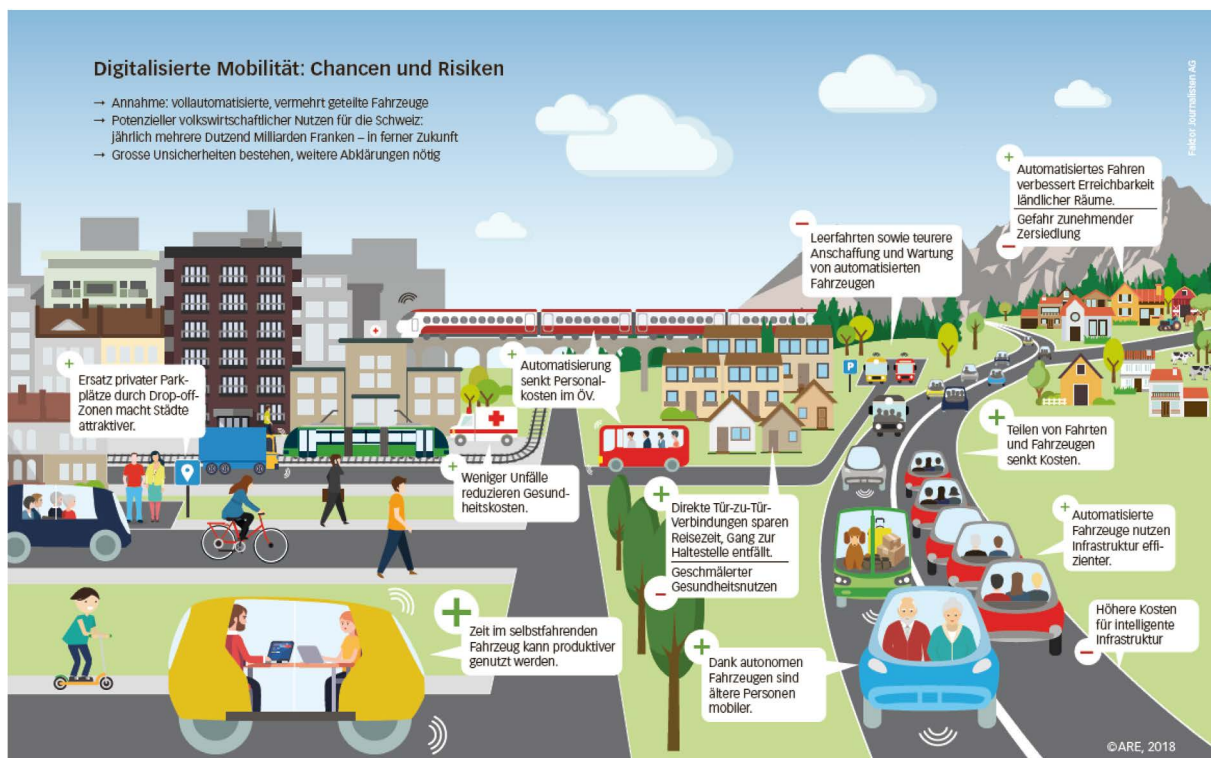 Digitalisierte Mobilität: Chancen und Risiken
→ Annahme: vollautomatisierte, vermehrt geteilte Fahrzeuge
→ Potenzieller volkswirtschaftlicher Nutzen für die Schweiz:
jährlich mehrere Dutzend Milliarden Franken – in ferner Zukunft
→ Grosse Unsicherheiten bestehen, weitere Abklärungen nötig
Faktor Journalisten AG
+
Automatisiertes Fahren
verbessert Erreichbarkeit
ländlicher Räume.
–
Gefahr zunehmender
Zersiedlung
–
Leerfahrten sowie teurere
Anschaffung und Wartung
von automatisierten
Fahrzeugen
+
Ersatz privater Park-
plätze durch Drop-off-
Zonen macht Städte
attraktiver.
+
Automatisierung
senkt Personal-
kosten im ÖV.
P
+
Teilen von Fahrten
und Fahrzeugen
senkt Kosten.
+
Weniger Unfälle
reduzieren Gesund-
heitskosten.
+
Direkte Tür-zu-Tür-
Verbindungen sparen
Reisezeit, Gang zur
Haltestelle entfällt.
–
Geschmälerter
Gesundheitsnutzen
+
Automatisierte
Fahrzeuge nutzen
Infrastruktur effi-
zienter.
+
Zeit im selbstfahrenden
Fahrzeug kann produktiver
genutzt werden.
+
Dank autonomen
Fahrzeugen sind
ältere Personen
mobiler.
–
Höhere Kosten
für intelligente
Infrastruktur
©ARE, 2018